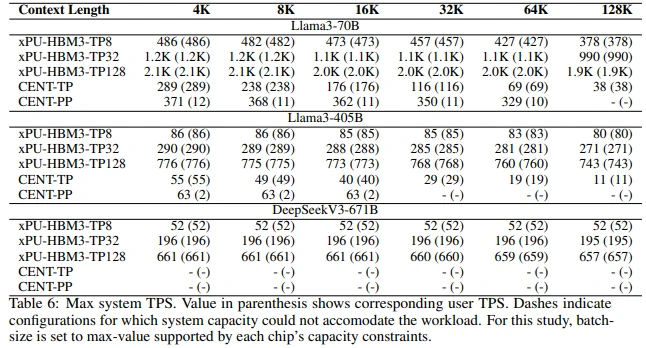 Context Length 4K 8K 16K 32K 64K 128K
Llama3-70B
xPU-HBM3-TP8 486 (486) 482 (482) 473 (473) 457 (457) 427 (427) 378 (378)
xPU-HBM3-TP32 1.2K (1.2K) 1.2K (1.2K) 1.1K (1.1K) 1.1K (1.1K) 1.1K (1.1K) 990 (990)
xPU-HBM3-TP128 2.1K (2.1K) 2.1K (2.1K) 2.0K (2.0K) 2.0K (2.0K) 2.0K (2.0K) 1.9K (1.9K)
CENT-TP 289 (289) 238 (238) 176 (176) 116 (116) 69 (69) 38 (38)
CENT-PP 371 (12) 368 (11) 362 (11) 350 (11) 329 (10) - (-)
Llama3-405B
xPU-HBM3-TP8 86 (86) 86 (86) 85 (85) 85 (85) 83 (83) 80 (80)
xPU-HBM3-TP32 290 (290) 289 (289) 288 (288) 285 (285) 281 (281) 271 (271)
xPU-HBM3-TP128 776 (776) 775 (775) 773 (773) 768 (768) 760 (760) 743 (743)
CENT-TP 55 (55) 49 (49) 40 (40) 29 (29) 19 (19) 11 (11)
CENT-PP 63 (2) 63 (2) 63 (2) - (-) - (-) - (-)
DeepSeekV3-671B
xPU-HBM3-TP8 52 (52) 52 (52) 52 (52) 52 (52) 52 (52) 52 (52)
xPU-HBM3-TP32 196 (196) 196 (196) 196 (196) 196 (196) 196 (196) 195 (195)
xPU-HBM3-TP128 661 (661) 661 (661) 661 (661) 660 (660) 659 (659) 657 (657)
CENT-TP - (-) - (-) - (-) - (-) - (-) - (-)
CENT-PP - (-) - (-) - (-) - (-) - (-) - (-)
Table 6: Max system TPS. Value in parenthesis shows corresponding user TPS. Dashes indicate
configurations for which system capacity could not accomodate the workload. For this study, batch-
size is set to max-value supported by each chip's capacity constraints.